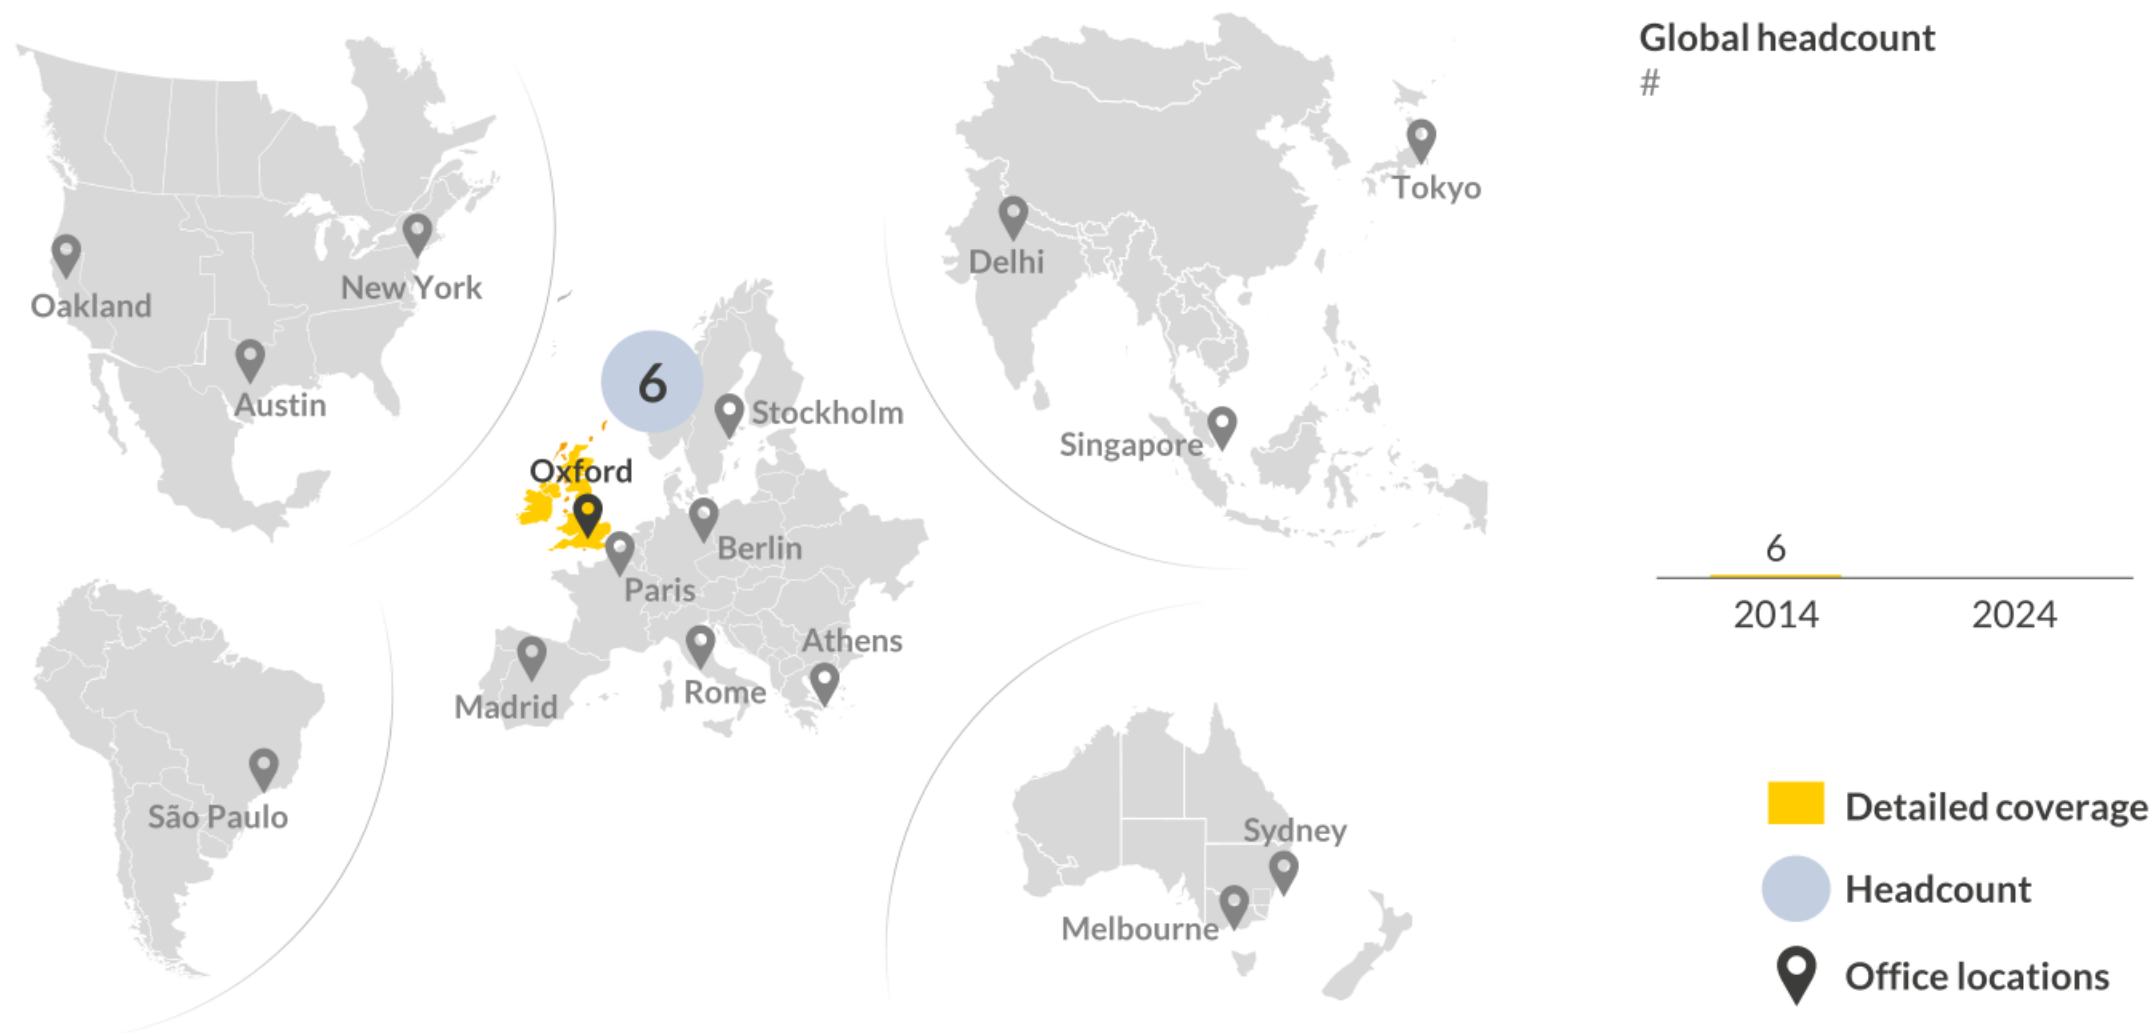 Global headcount
#
Tokyo
Delhi
New York
Oakland
6
Austin
Stockholm
Singapore
Oxford
Berlin
6
Paris
2014 2024
Athens
Rome
Madrid
Detailed coverage
São Paulo
Sydney
Headcount
Melbourne
Office locations